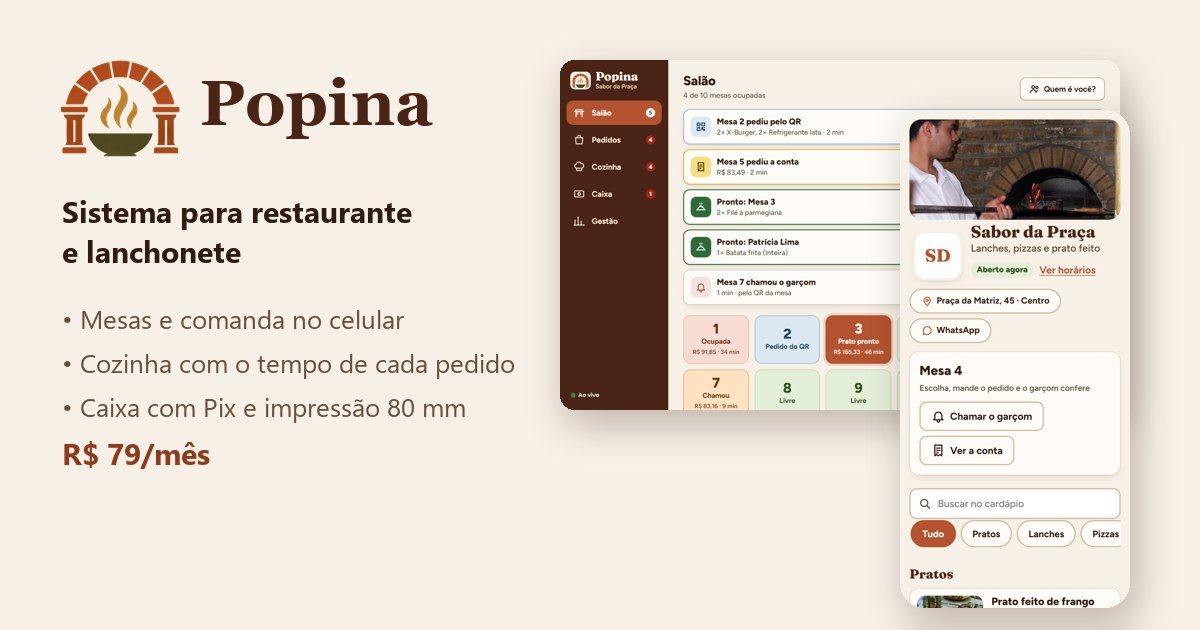 Popina
Sistema para restaurante
e lanchonete
• Mesas e comanda no celular
• Cozinha com o tempo de cada pedido
• Caixa com Pix e impressão 80 mm
R$ 79/mês
Popina
Sabor da Praça
Salão 5
Pedidos 4
Cozinha 4
Caixa 1
Gestão
Ao vivo
Salão
4 de 10 mesas ocupadas
Quem é você?
Mesa 2 pediu pelo QR
2× X-Burger, 2× Refrigerante lata · 2 min
Mesa 5 pediu a conta
R$ 83,49 · 2 min
Pronto: Mesa 3
2× Filé à parmegiana
Pronto: Patrícia Lima
1× Batata frita (Inteira)
Mesa 7 chamou o garçom
1 min · pelo QR da mesa
1
Ocupada
R$ 91,85 · 34 min
2
Pedido do QR
3
Prato pronto
R$ 165,33 · 46 min
7
Chamou
R$ 83,16 · 9 min
8
Livre
9
Livre
SD
Sabor da Praça
Lanches, pizzas e prato feito
Aberto agora Ver horários
Praça da Matriz, 45 · Centro
WhatsApp
Mesa 4
Escolha, mande o pedido e o garçom confere
Chamar o garçom
Ver a conta
Buscar no cardápio
Tudo Pratos Lanches Pizzas
Pratos
Prato feito de frango